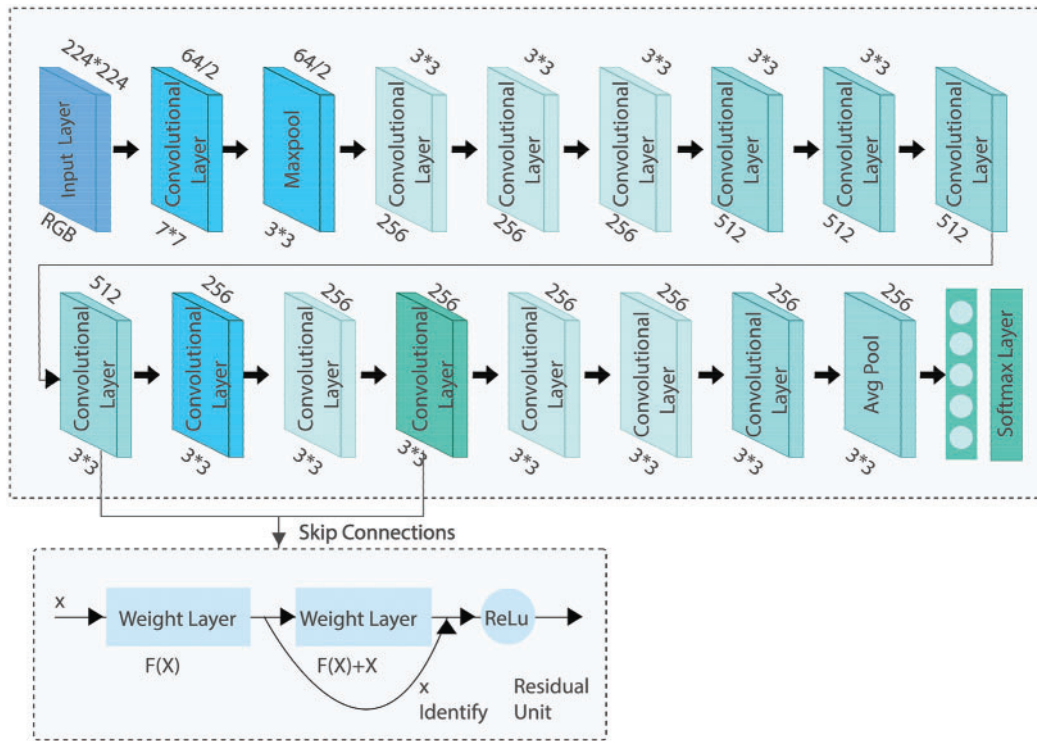 224*224
Input Layer
RGB
64/2
Convolutional
Layer
7*7
64/2
Maxpool
3*3
3*3
Convolutional
Layer
256
3*3
Convolutional
Layer
256
3*3
Convolutional
Layer
256
3*3
Convolutional
Layer
512
3*3
Convolutional
Layer
512
Convolutional
Layer
512
512
Convolutional
Layer
3*3
256
Convolutional
Layer
3*3
256
Convolutional
Layer
3*3
256
Convolutional
Layer
3*3
256
Convolutional
Layer
3*3
256
Convolutional
Layer
3*3
256
Convolutional
Layer
3*3
256
Avg Pool
3*3
Softmax Layer
Skip Connections
x
Weight Layer
F(X)
Weight Layer
F(X)+X
ReLu
x
Identify
Residual
Unit